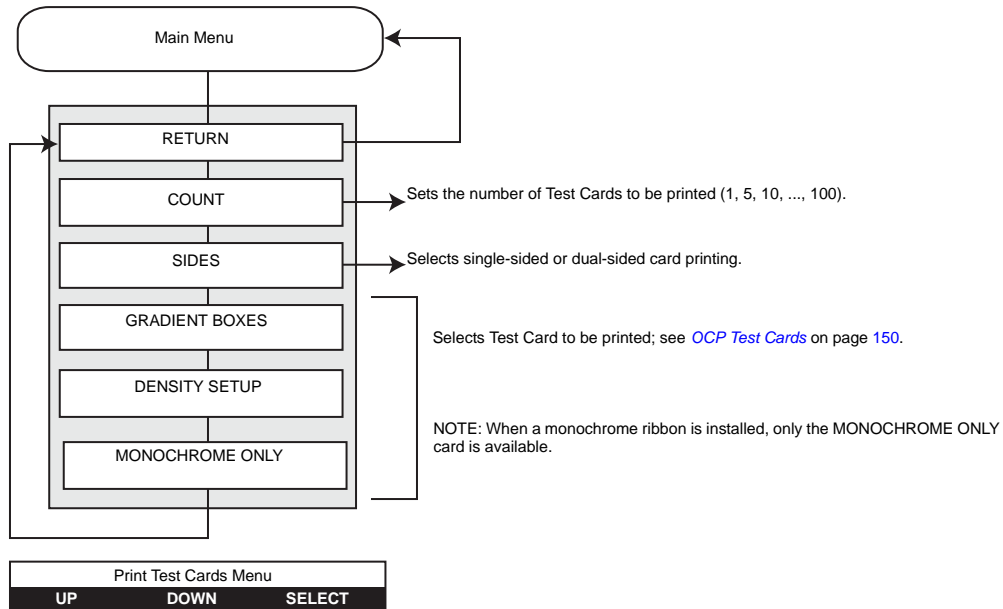 Main Menu
RETURN
COUNT
Sets the number of Test Cards to be printed (1, 5, 10, ..., 100).
SIDES
Selects single-sided or dual-sided card printing.
GRADIENT BOXES
Selects Test Card to be printed; see OCP Test Cards on page 150.
DENSITY SETUP
NOTE: When a monochrome ribbon is installed, only the MONOCHROME ONLY
card is available.
MONOCHROME ONLY
Print Test Cards Menu
UP DOWN SELECT